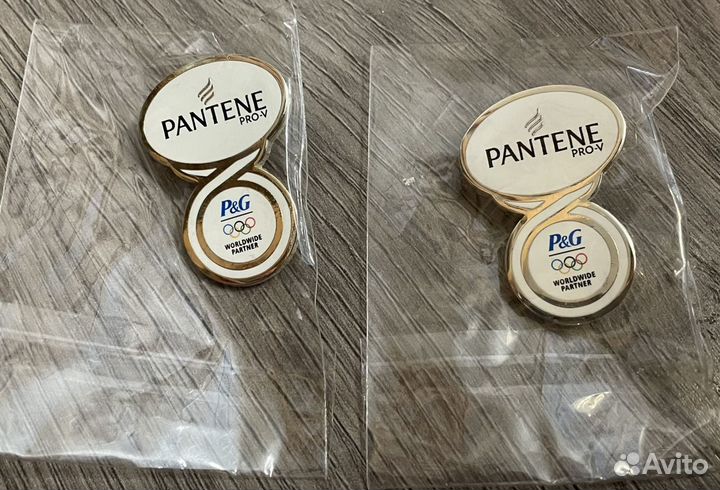 PANTENE
PRO-V
P&G
WORLDWIDE
PARTNER
PANTENE
PRO-V
P&G
WORLDWIDE
PARTNER
Avito